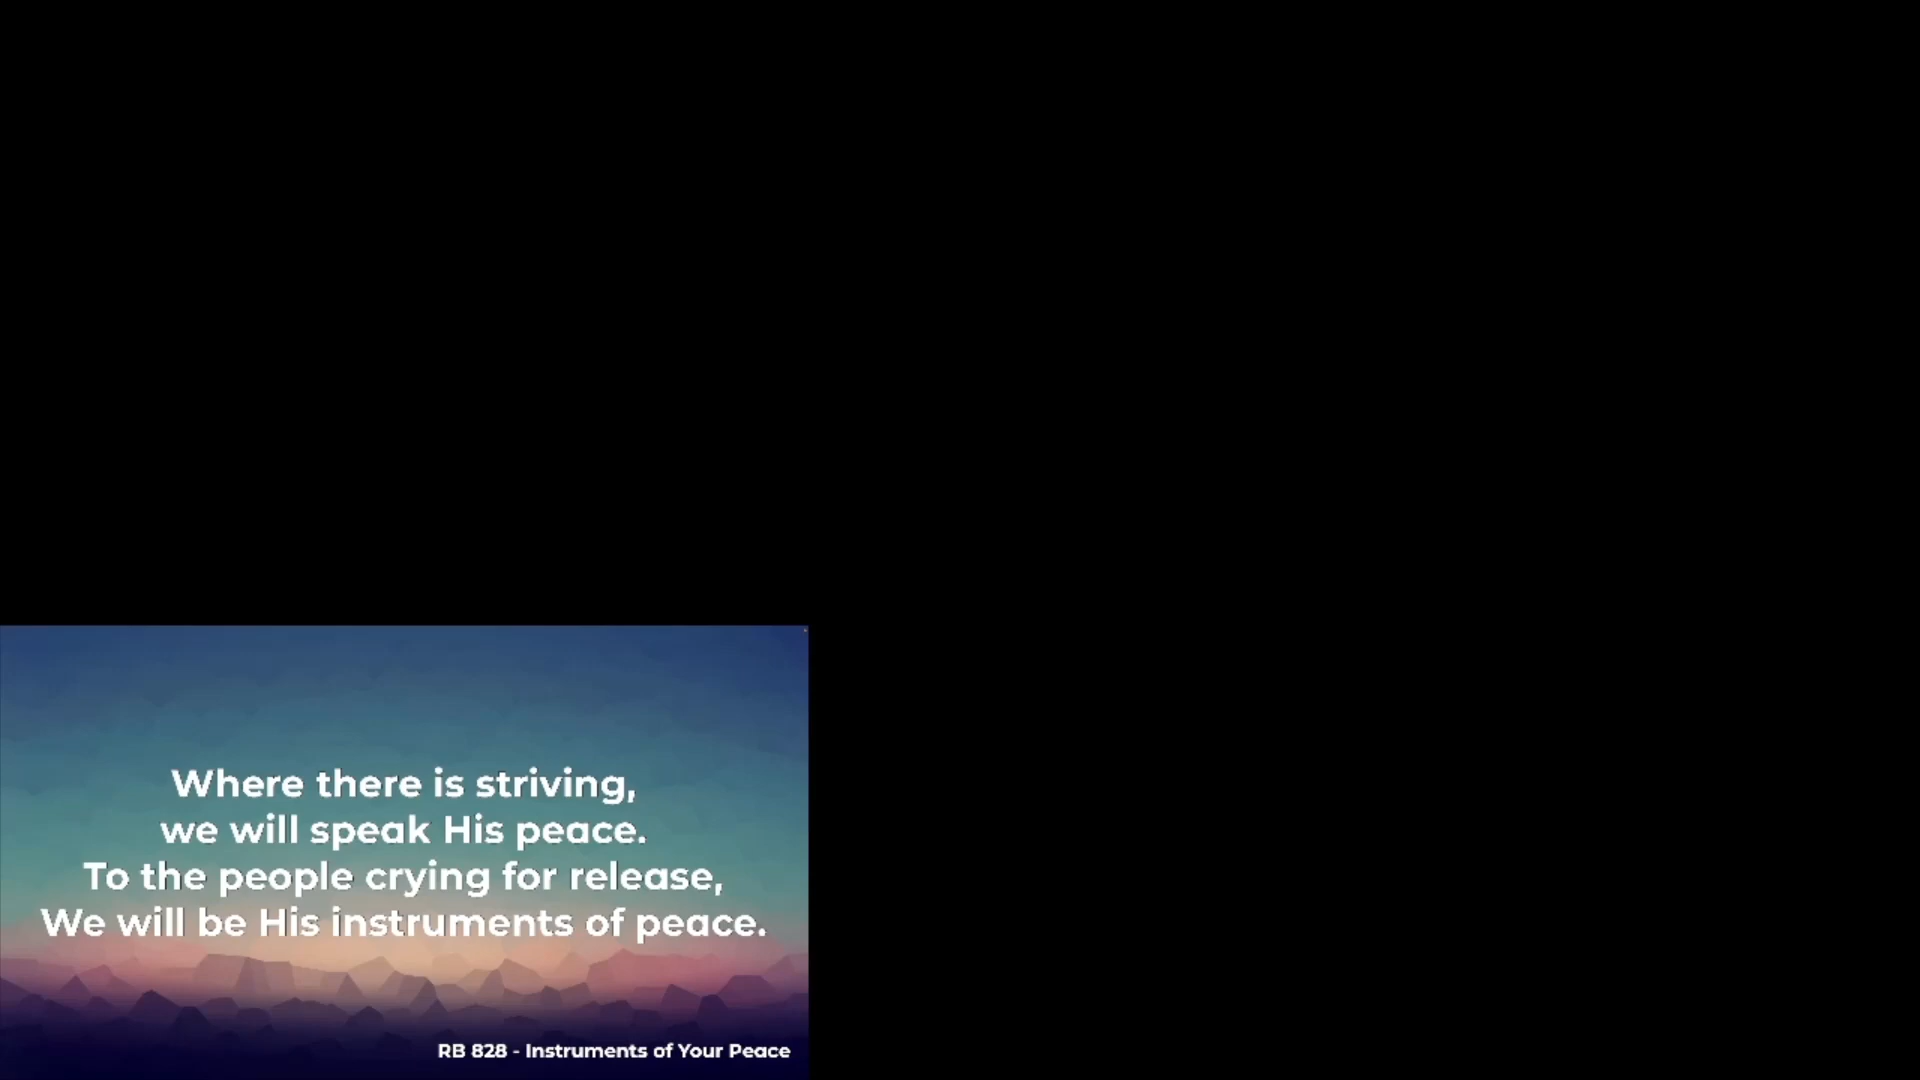 Where there is striving,
we will speak His peace.
To the people crying for release,
We will be His instruments of peace.
RB 828 - Instruments of Your Peace